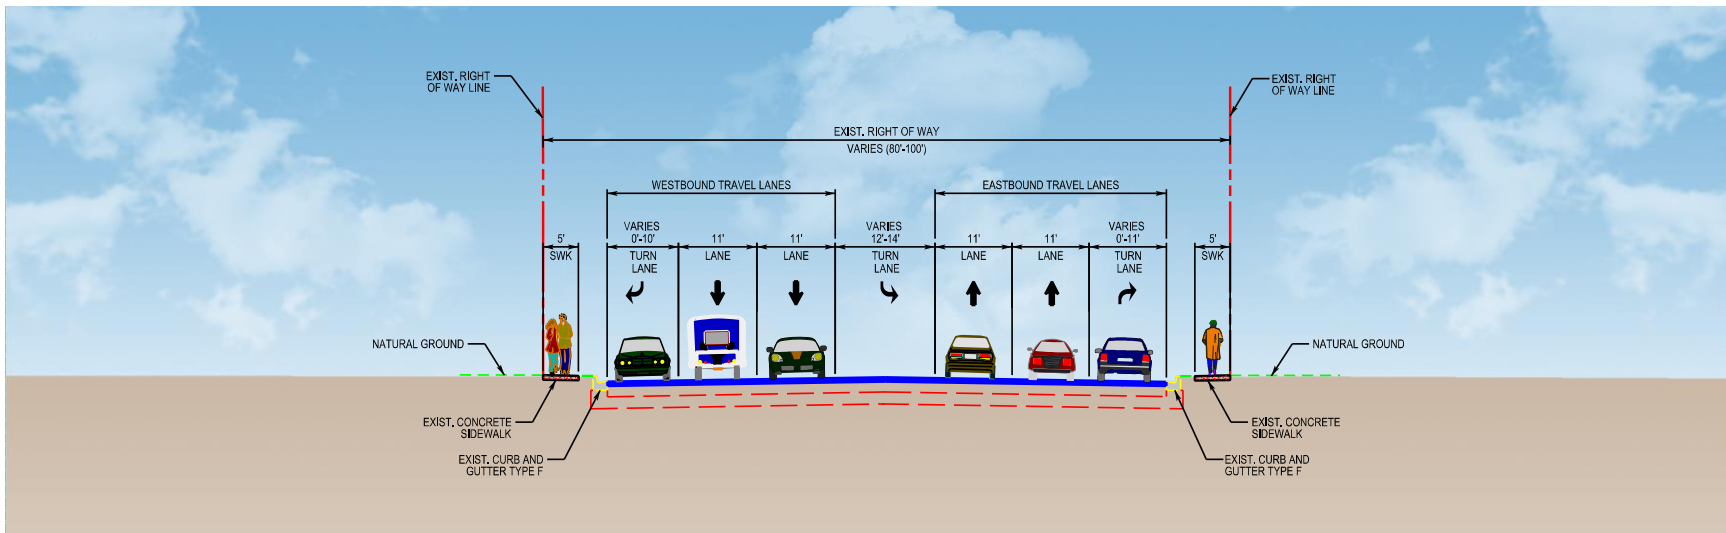 EXIST. RIGHT
OF WAY LINE
EXIST. RIGHT
OF WAY LINE
EXIST. RIGHT OF WAY
VARIES (80'-100')
WESTBOUND TRAVEL LANES
EASTBOUND TRAVEL LANES
5'
SWK
VARIES
0'-10'
TURN
LANE
11'
LANE
11'
LANE
VARIES
12'-14'
TURN
LANE
11'
LANE
11'
LANE
VARIES
0'-11'
TURN
LANE
5'
SWK
NATURAL GROUND
NATURAL GROUND
EXIST. CONCRETE
SIDEWALK
EXIST. CONCRETE
SIDEWALK
EXIST. CURB AND
GUTTER TYPE F
EXIST. CURB AND
GUTTER TYPE F